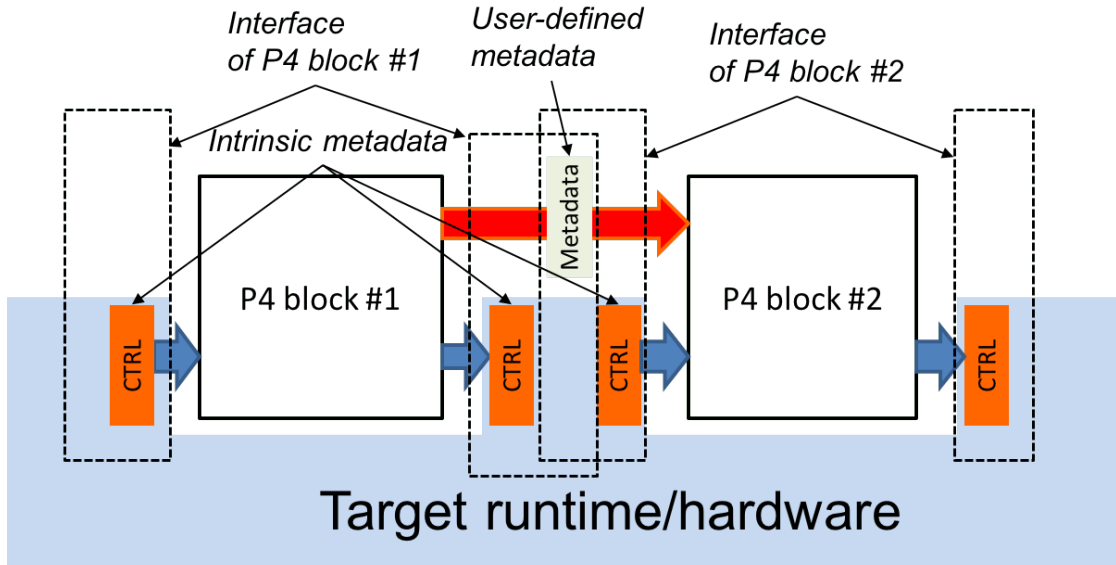 Interface
of P4 block #1
User-defined
metadata
Interface
of P4 block #2
Intrinsic metadata
Metadata
P4 block #1
P4 block #2
CTRL
CTRL
CTRL
CTRL
Target runtime/hardware